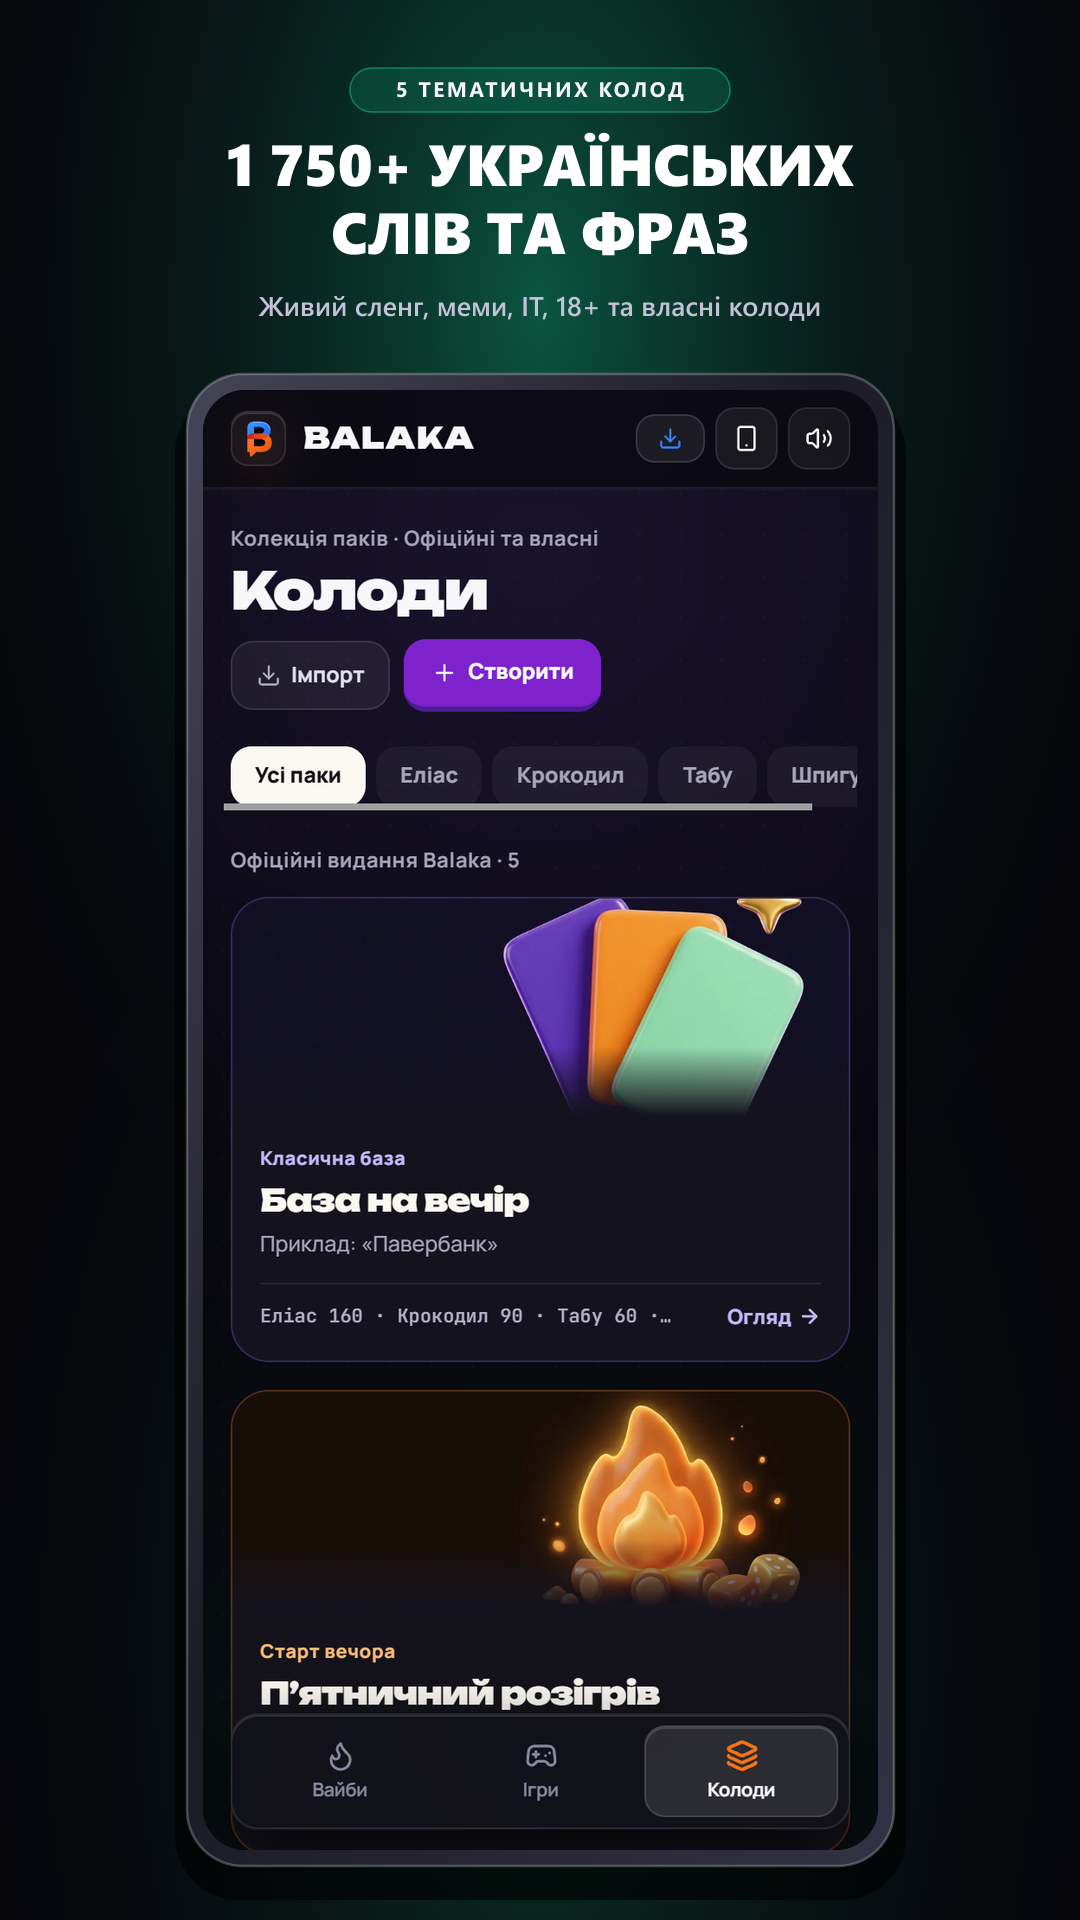 5 ТЕМАТИЧНИХ КОЛОД
1 750+ УКРАЇНСЬКИХ
СЛІВ ТА ФРАЗ
Живий сленг, меми, IT, 18+ та власні колоди
BALAKA
Колекція паків · Офіційні та власні
Колоди
Імпорт
+ Створити
Усі паки
Еліас
Крокодил
Табу
Шпигу
Офіційні видання Balaka · 5
Класична база
База на вечір
Приклад: «Павербанк»
Еліас 160 · Крокодил 90 · Табу 60 ·…
Огляд →
Старт вечора
П’ятничний розігрів
Вайби
Ігри
Колоди